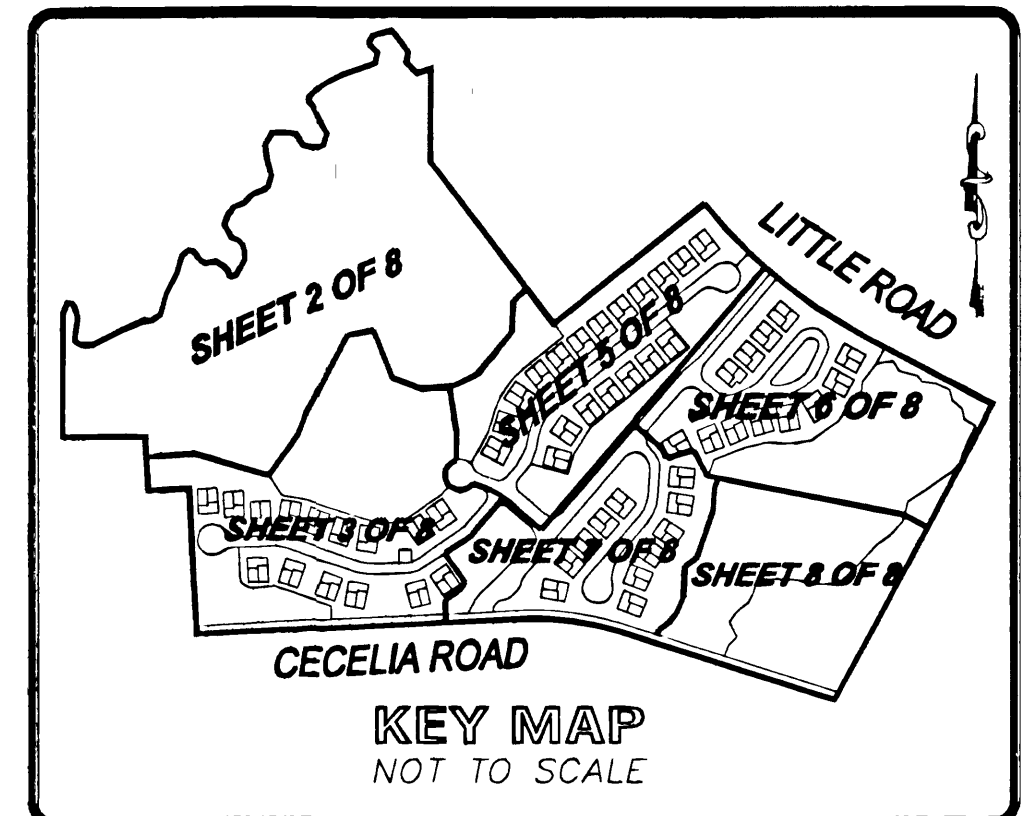 LITTLE ROAD
SHEET 2 OF 8
SHEET 5 OF 8
SHEET 6 OF 8
SHEET 3 OF 8
SHEET 7 OF 8
SHEET 8 OF 8
CECELIA ROAD
KEY MAP
NOT TO SCALE